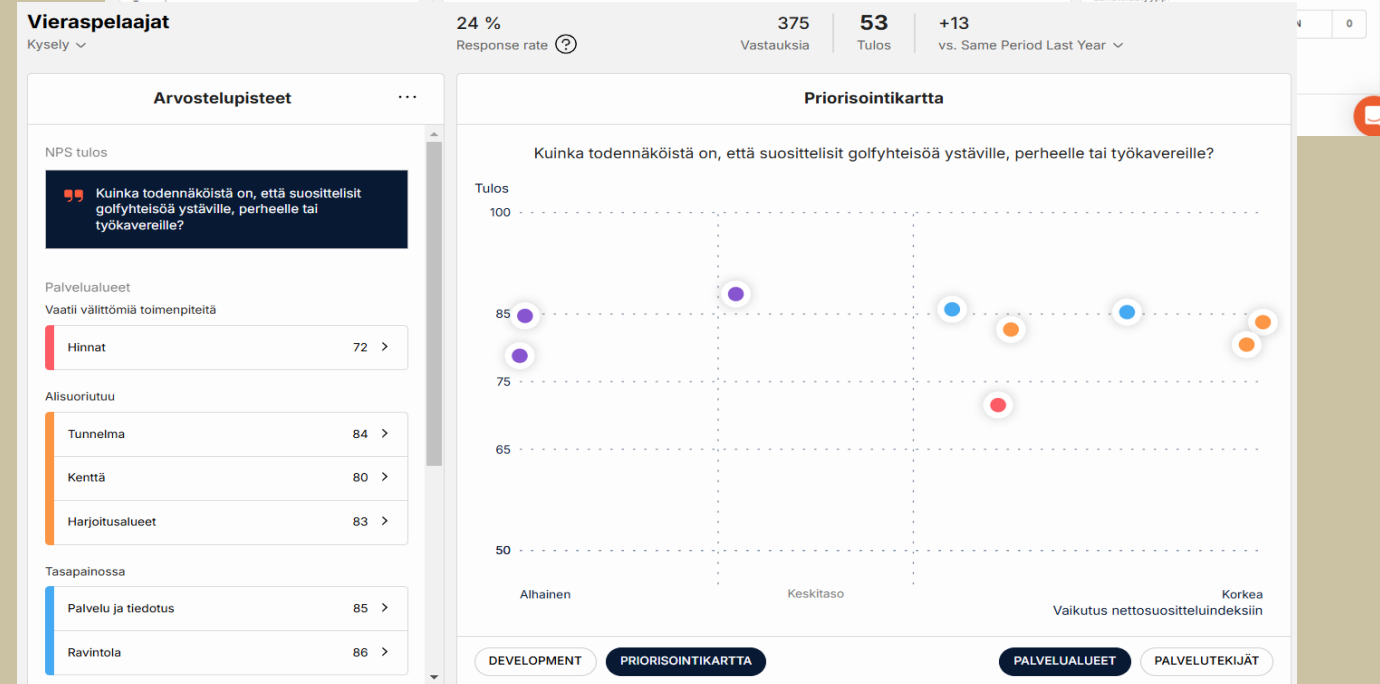 Vieraspelaajat
Kysely
24 %
Response rate ?
375
Vastauksia
53
Tulos
+13
vs. Same Period Last Year
0
Arvostelupisteet
...
NPS tulos
Kuinka todennäköistä on, että suosittelisit
golfyhteisöä ystäville, perheelle tai
työkavereille?
Palvelualueet
Vaatii välittömiä toimenpiteitä
Hinnat 72
Alisuoriutuu
Tunnelma 84
Kenttä 80
Harjoitusalueet 83
Tasapainossa
Palvelu ja tiedotus 85
Ravintola 86
Priorisointikartta
Kuinka todennäköistä on, että suosittelisit golfyhteisöä ystäville, perheelle tai työkavereille?
Tulos
100
85
75
65
50
Alhainen Keskitaso Korkea
Vaikutus nettosuositteluindeksiin
DEVELOPMENT PRIORISOINTIKARTTA PALVELUALUEET PALVELUTEKIJÄT